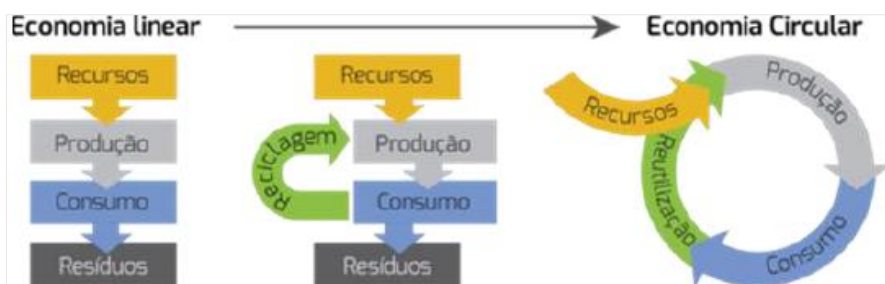 Economia linear
Economia Circular
Recursos
Produção
Consumo
Resíduos
Recursos
Reciclagem
Produção
Consumo
Resíduos
Recursos
Produção
Consumo
Reutilização